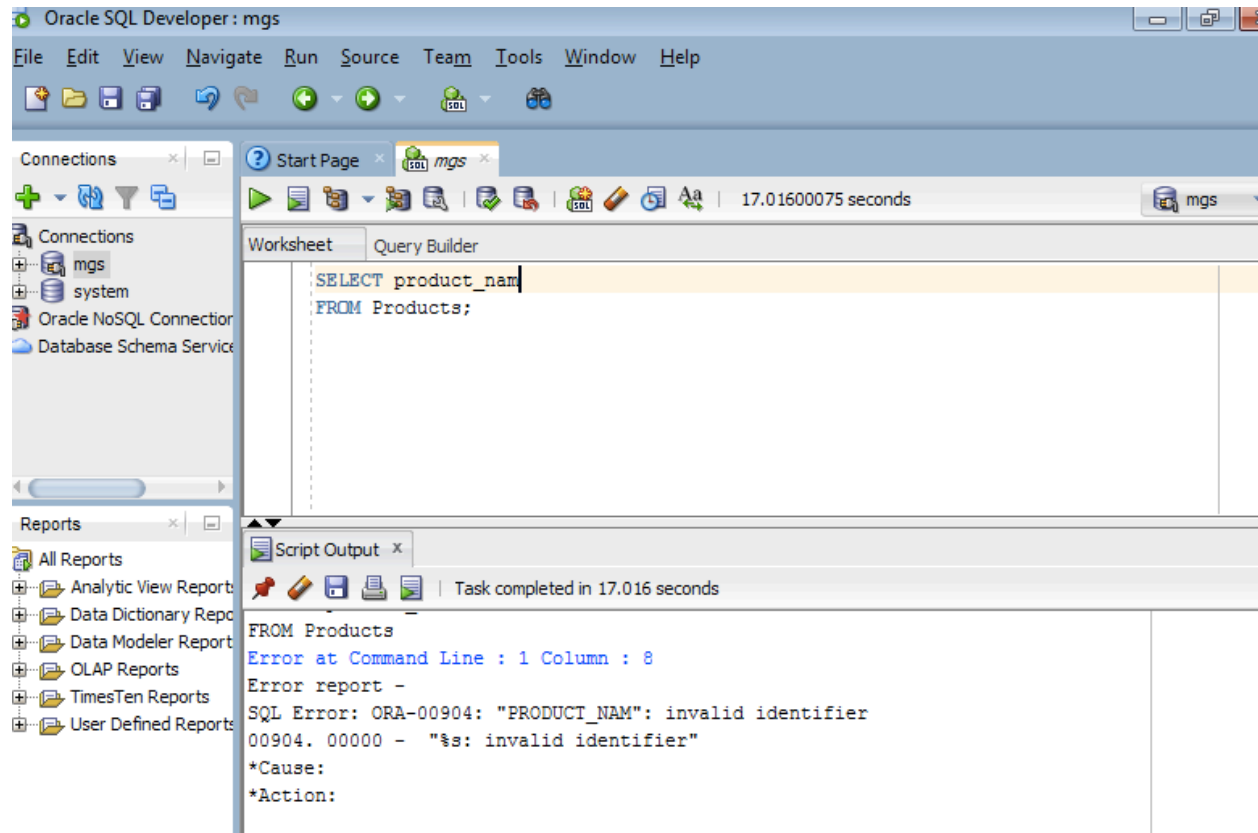 Oracle SQL Developer : mgs
File Edit View Navigate Run Source Team Tools Window Help
Connections
Start Page
mgs
17.01600075 seconds
mgs
Connections
mgs
system
Oracle NoSQL Connection
Database Schema Service
Worksheet Query Builder
SELECT product_nam
FROM Products;
Reports
All Reports
Analytic View Reports
Data Dictionary Repo
Data Modeler Report
OLAP Reports
TimesTen Reports
User Defined Reports
Script Output
Task completed in 17.016 seconds
FROM Products
Error at Command Line : 1 Column : 8
Error report -
SQL Error: ORA-00904: "PRODUCT_NAM": invalid identifier
00904. 00000 - "%s: invalid identifier"
*Cause:
*Action: